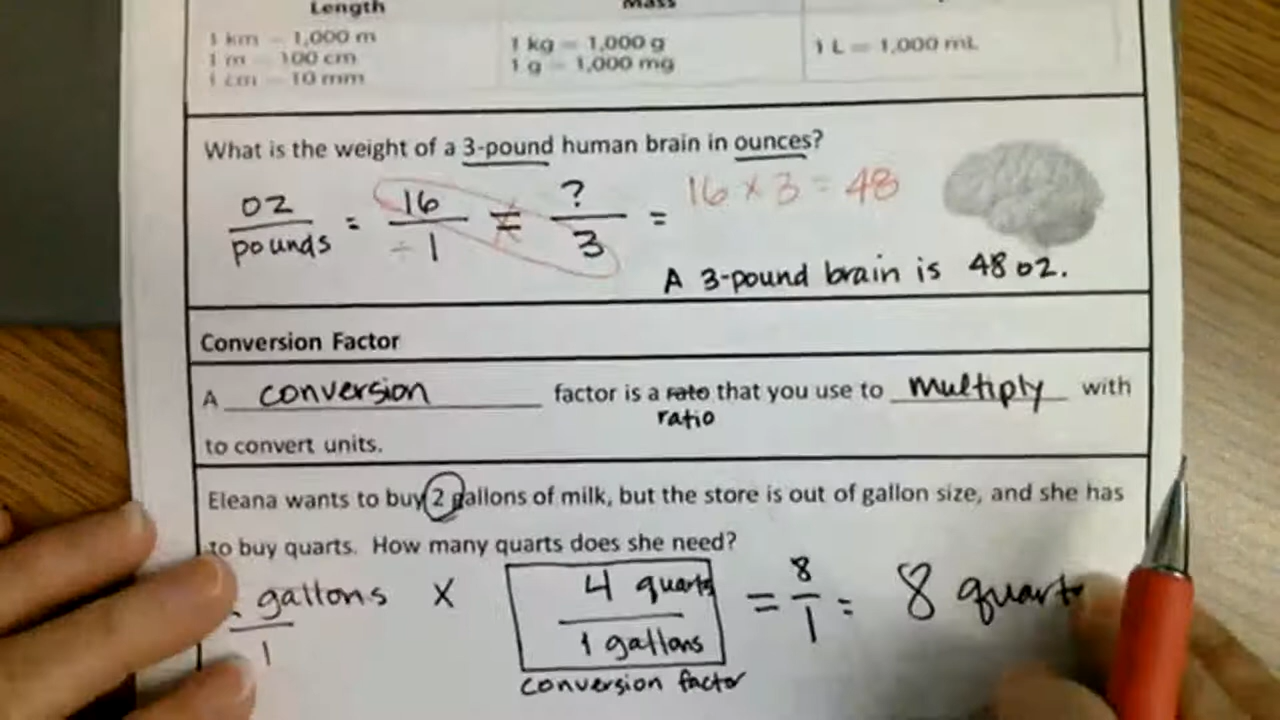 Length Mass
1 km = 1,000 m
1 m = 100 cm
1 cm = 10 mm
1 kg = 1,000 g
1 g = 1,000 mg
1 L = 1,000 mL
What is the weight of a 3-pound human brain in ounces?
oz/pounds = 16/1 = ?/3 = 16 x 3 = 48
A 3-pound brain is 48 oz.
Conversion Factor
A conversion factor is a rate that you use to multiply with
ratio
to convert units.
Eleana wants to buy 2 gallons of milk, but the store is out of gallon size, and she has
to buy quarts. How many quarts does she need?
gallons/1 x 4 quarts/1 gallons = 8/1 = 8 quarts
conversion factor